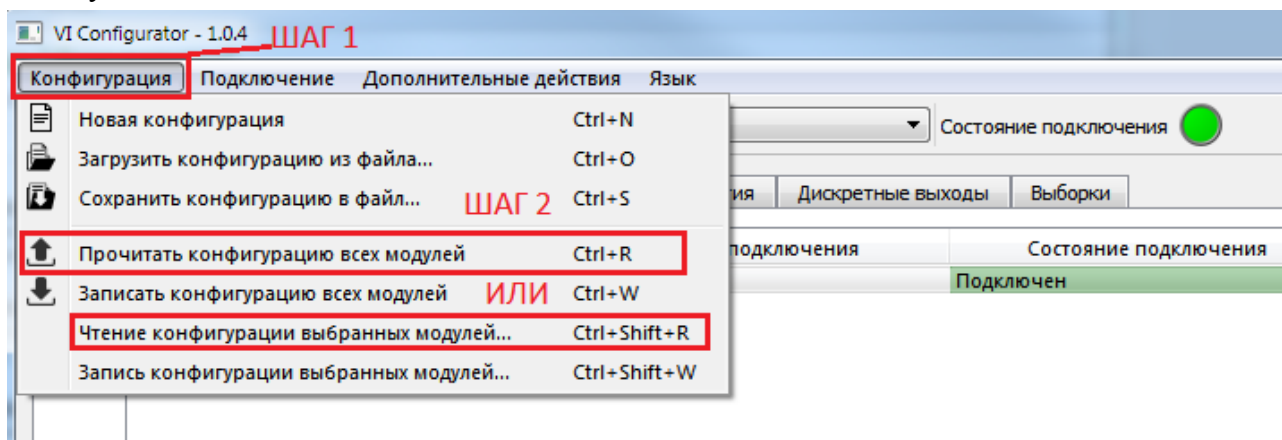 VI Configurator - 1.0.4 ШАГ 1
Конфигурация Подключение Дополнительные действия Язык
Новая конфигурация Ctrl+N
Состояние подключения
Загрузить конфигурацию из файла... Ctrl+O
Сохранить конфигурацию в файл... ШАГ 2 Ctrl+S
ия Дискретные выходы Выборки
Прочитать конфигурацию всех модулей Ctrl+R
подключения Состояние подключения
Подключен
Записать конфигурацию всех модулей ИЛИ Ctrl+W
Чтение конфигурации выбранных модулей... Ctrl+Shift+R
Запись конфигурации выбранных модулей... Ctrl+Shift+W